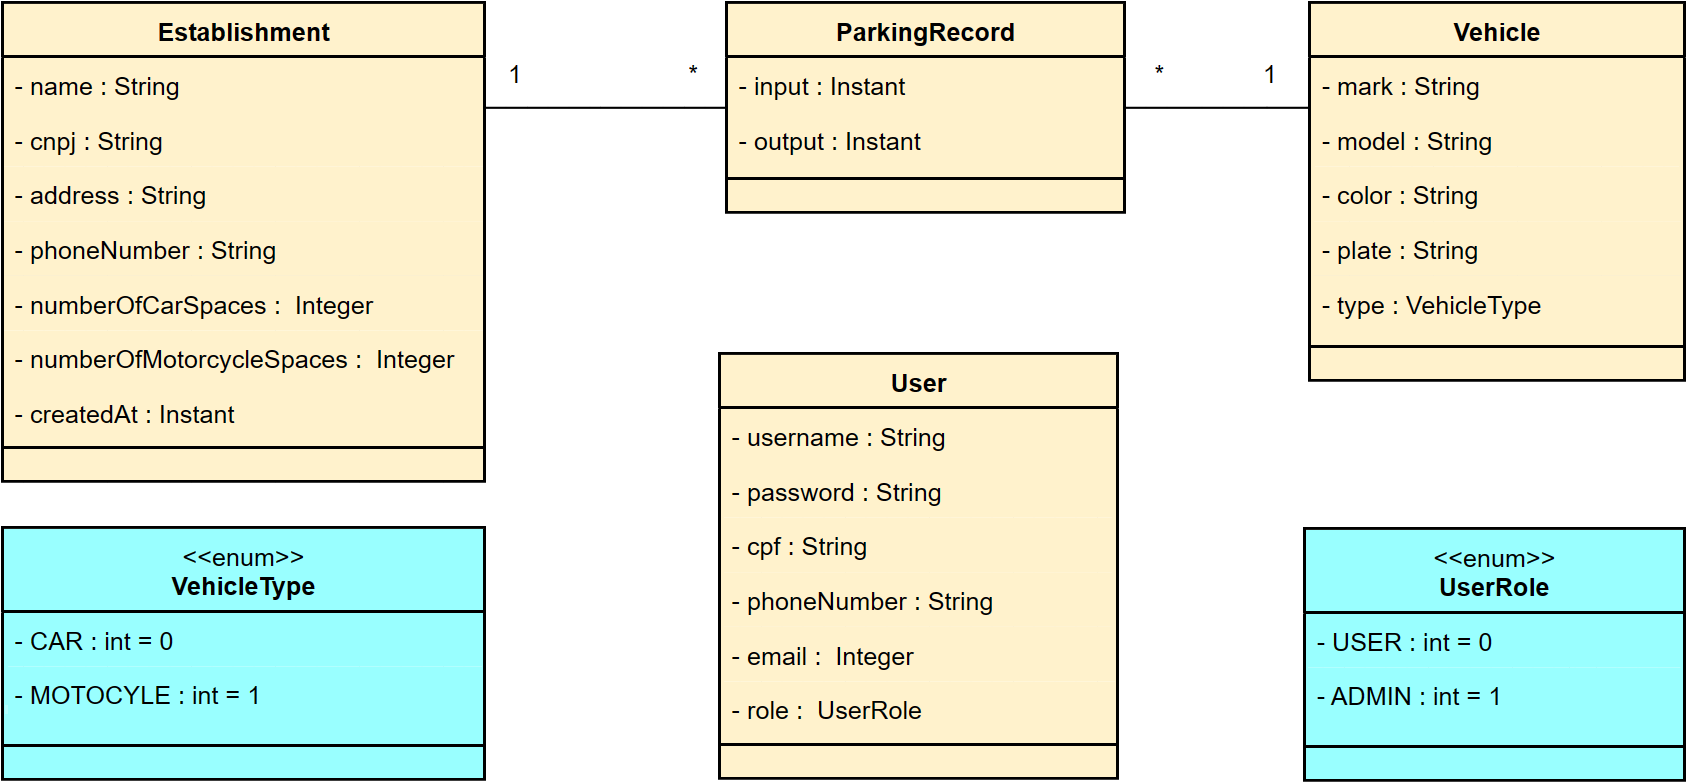 Establishment
- name : String
- cnpj : String
- address : String
- phoneNumber : String
- numberOfCarSpaces :  Integer
- numberOfMotorcycleSpaces :  Integer
- createdAt : Instant
1
*
ParkingRecord
- input : Instant
- output : Instant
*
1
Vehicle
- mark : String
- model : String
- color : String
- plate : String
- type : VehicleType
User
- username : String
- password : String
- cpf : String
- phoneNumber : String
- email :  Integer
- role :  UserRole
<<enum>>
VehicleType
- CAR : int = 0
- MOTOCYLE : int = 1
<<enum>>
UserRole
- USER : int = 0
- ADMIN : int = 1